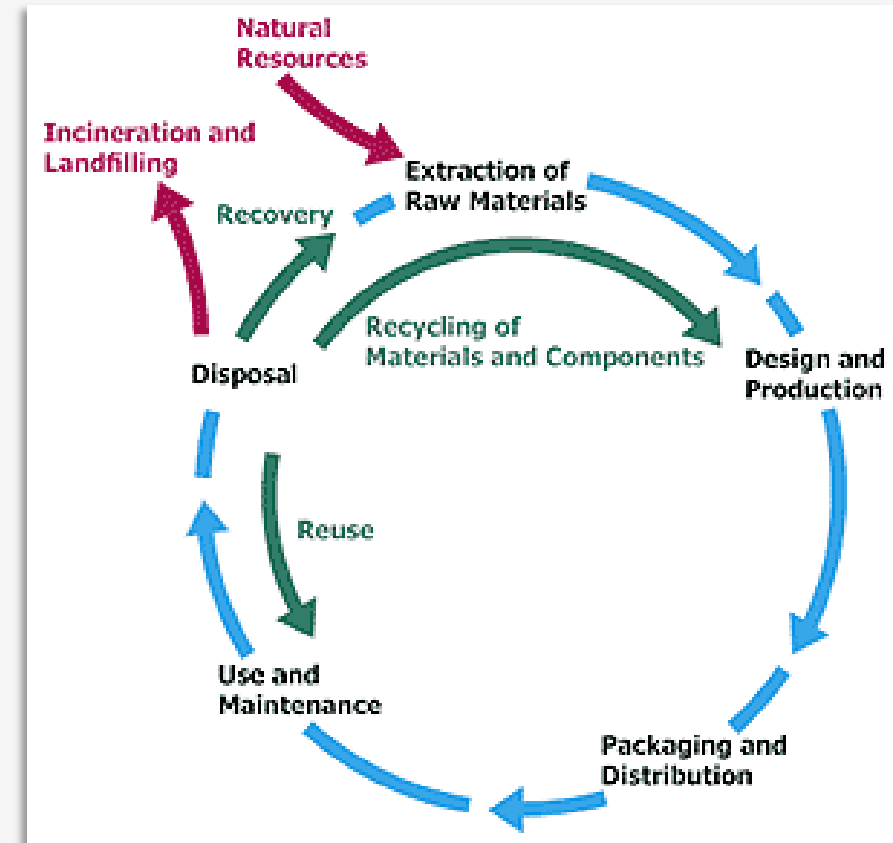 Natural
Resources
Incineration and
Landfilling
Extraction of
Raw Materials
Recovery
Recycling of
Materials and Components
Design and
Production
Disposal
Reuse
Use and
Maintenance
Packaging and
Distribution